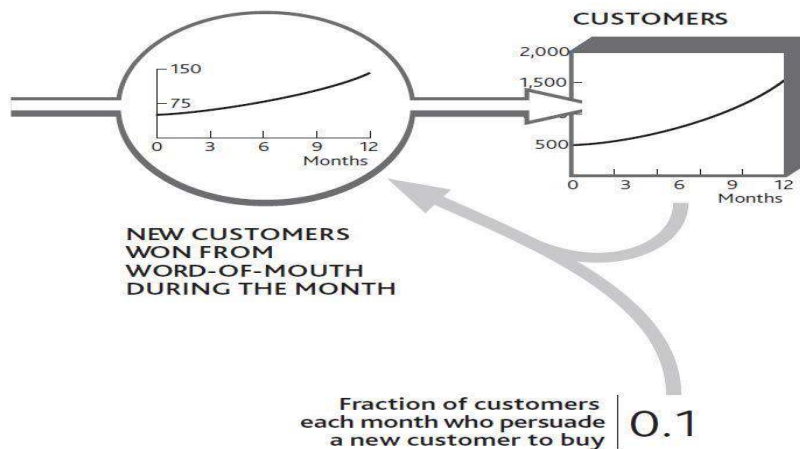 CUSTOMERS
2,000
1,500
500
0 3 6 9 12
Months
150
75
0 3 6 9 12
Months
NEW CUSTOMERS
WON FROM
WORD-OF-MOUTH
DURING THE MONTH
Fraction of customers
each month who persuade
a new customer to buy
0.1